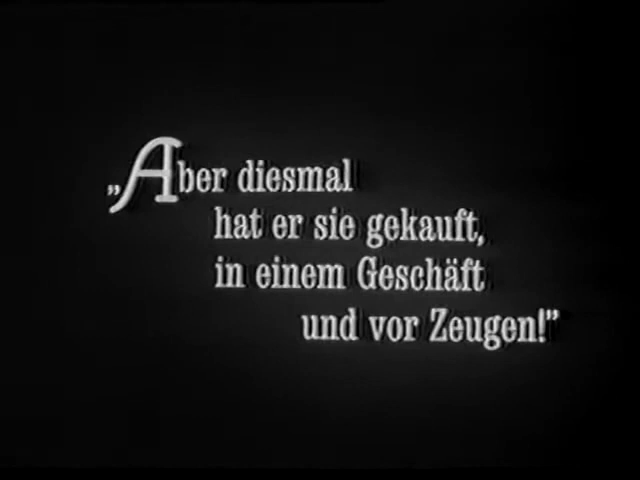 „Aber diesmal
hat er sie gekauft,
in einem Geschäft
und vor Zeugen!”